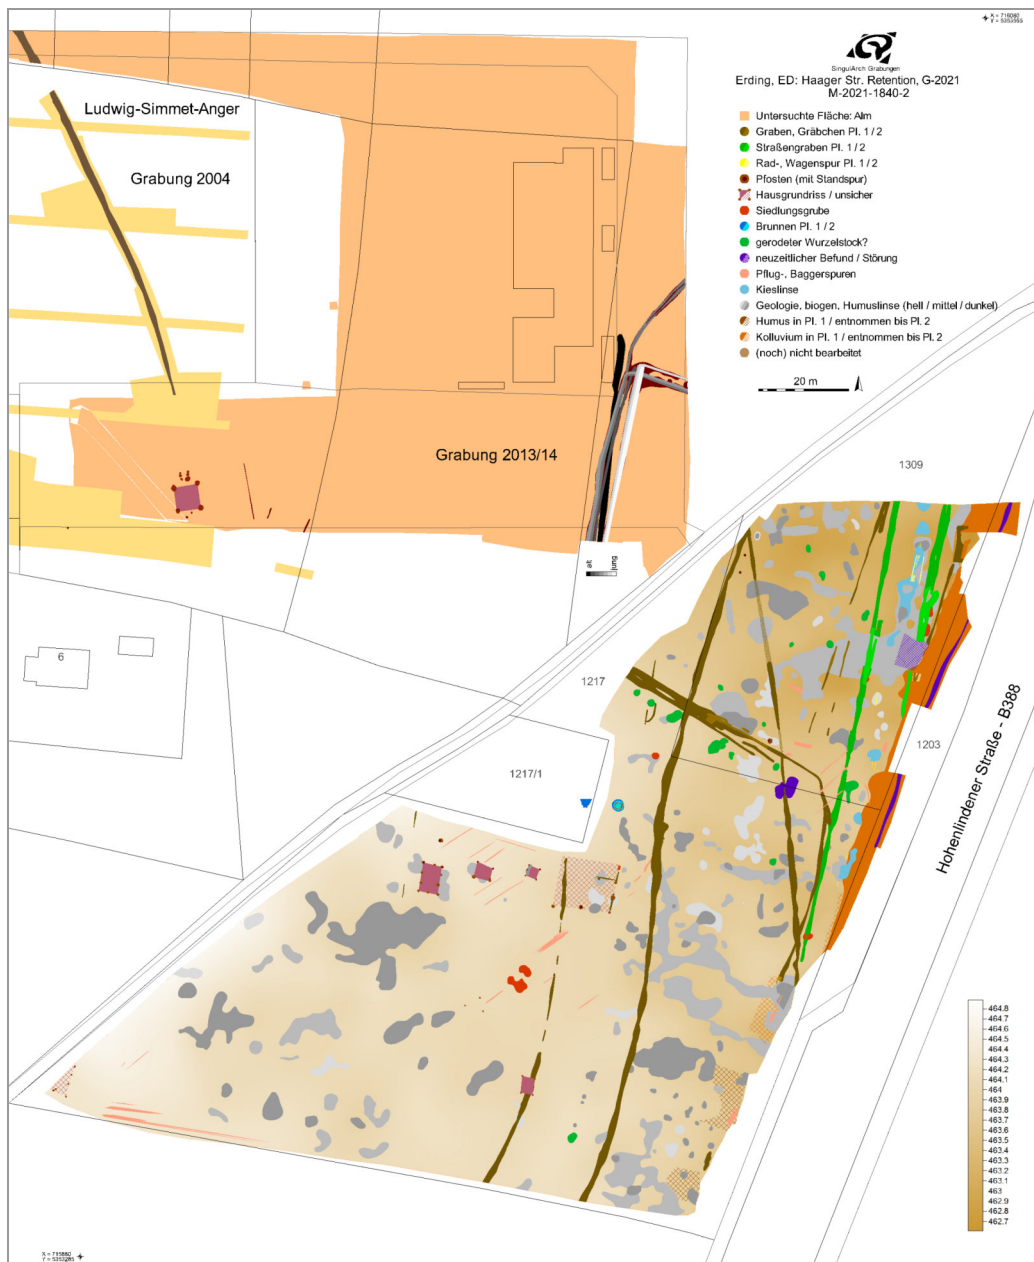 X = 716080
Y = 5353555
SingulArch Grabungen
Erding, ED: Haager Str. Retention, G-2021
M-2021-1840-2
Untersuchte Fläche: Alm
Graben, Gräbchen Pl. 1 / 2
Straßengraben Pl. 1 / 2
Rad-, Wagenspur Pl. 1 / 2
Pfosten (mit Standspur)
Hausgrundriss / unsicher
Siedlungsgrube
Brunnen Pl. 1 / 2
gerodeter Wurzelstock?
neuzeitlicher Befund / Störung
Pflug-, Baggerspuren
Kieslinse
Geologie, biogen, Humuslinse (hell / mittel / dunkel)
Humus in Pl. 1 / entnommen bis Pl. 2
Kolluvium in Pl. 1 / entnommen bis Pl. 2
(noch) nicht bearbeitet
20 m
Ludwig-Simmet-Anger
Grabung 2004
Grabung 2013/14
alt
jung
1309
6
1217
1217/1
1203
Hohenlindener Straße - B388
464.8
464.7
464.6
464.5
464.4
464.3
464.2
464.1
464
463.9
463.8
463.7
463.6
463.5
463.4
463.3
463.2
463.1
463
462.9
462.8
462.7
X = 715860
Y = 5353285